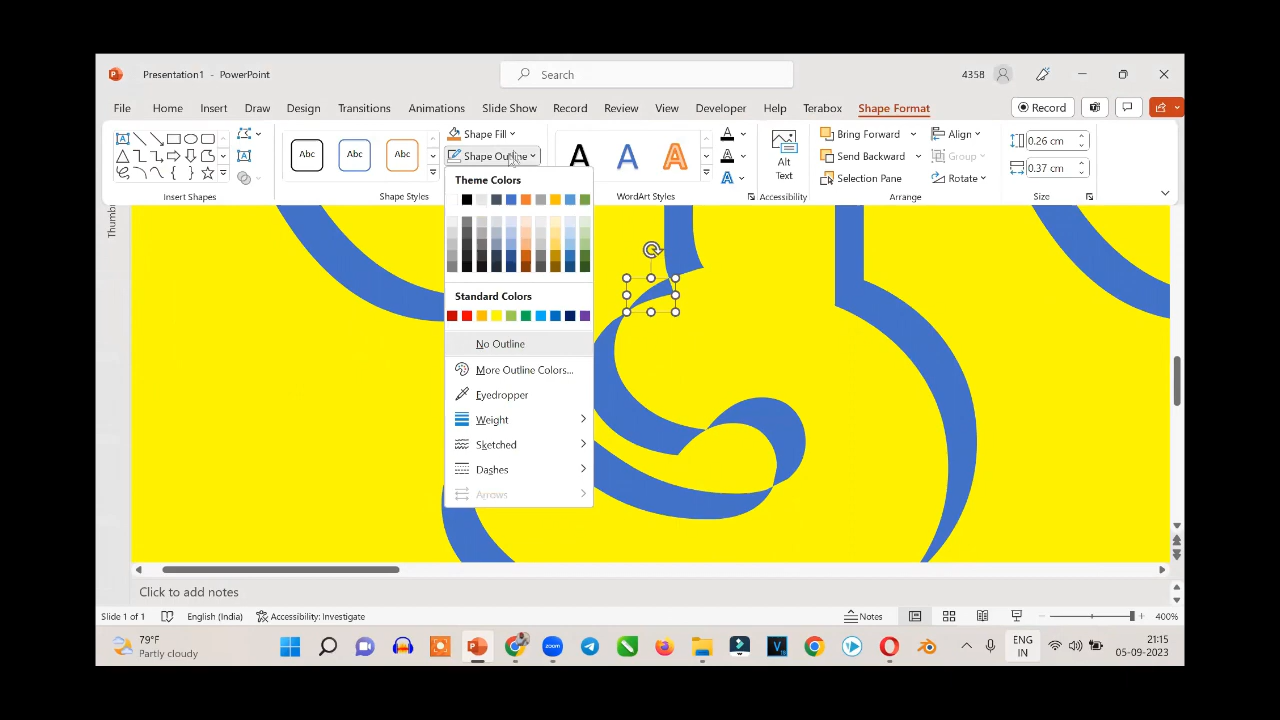 Presentation1 - PowerPoint
Search
4358
File Home Insert Draw Design Transitions Animations Slide Show Record Review View Developer Help Terabox Shape Format
Record
Abc Abc Abc
Shape Fill
Shape Outline
A A A
A
A
A
Alt Text
Bring Forward
Send Backward
Selection Pane
Align
Group
Rotate
0.26 cm
0.37 cm
Insert Shapes Shape Styles WordArt Styles Accessibility Arrange Size
Theme Colors
Standard Colors
No Outline
More Outline Colors...
Eyedropper
Weight
Sketched
Dashes
Arrows
Thumb
Click to add notes
Slide 1 of 1 English (India) Accessibility: Investigate Notes 400%
79°F
Partly cloudy
zoom
ENG
IN
21:15
05-09-2023